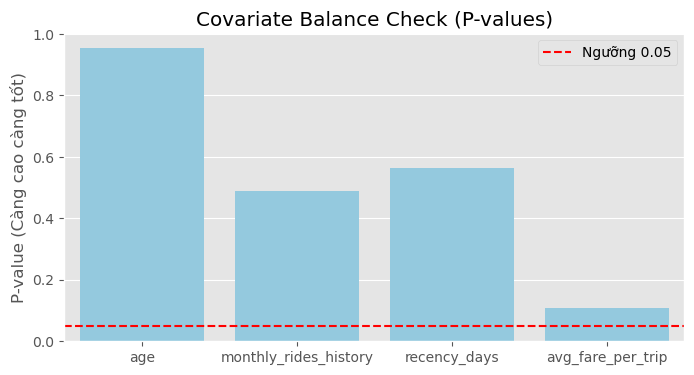 Covariate Balance Check (P-values)
P-value (Càng cao càng tốt)
1.0
0.8
0.6
0.4
0.2
0.0
Ngưỡng 0.05
age
monthly_rides_history
recency_days
avg_fare_per_trip